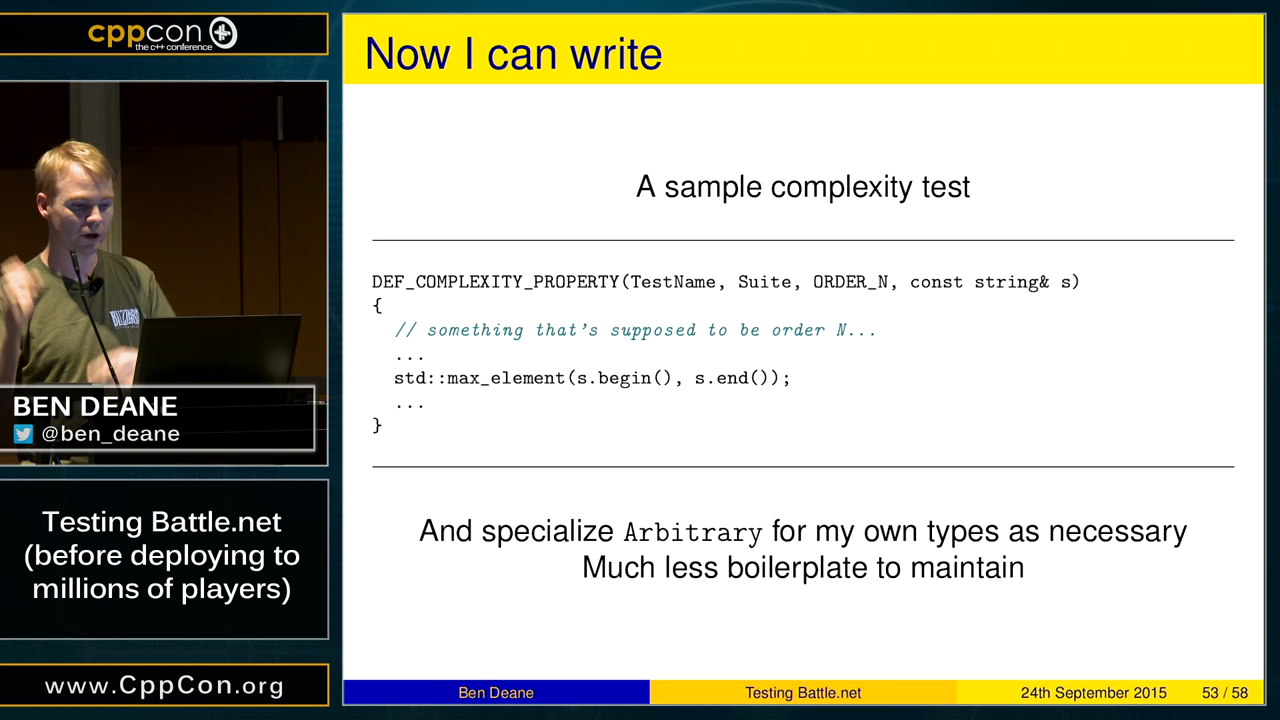 cppcon
the c++ conference
BLIZZARD
BEN DEANE
@ben_deane
Testing Battle.net
(before deploying to
millions of players)
www.CppCon.org
Now I can write
A sample complexity test
DEF_COMPLEXITY_PROPERTY(TestName, Suite, ORDER_N, const string& s)
{
// something that's supposed to be order N...
...
std::max_element(s.begin(), s.end());
...
}
And specialize Arbitrary for my own types as necessary
Much less boilerplate to maintain
Ben Deane
Testing Battle.net
24th September 2015
53 / 58